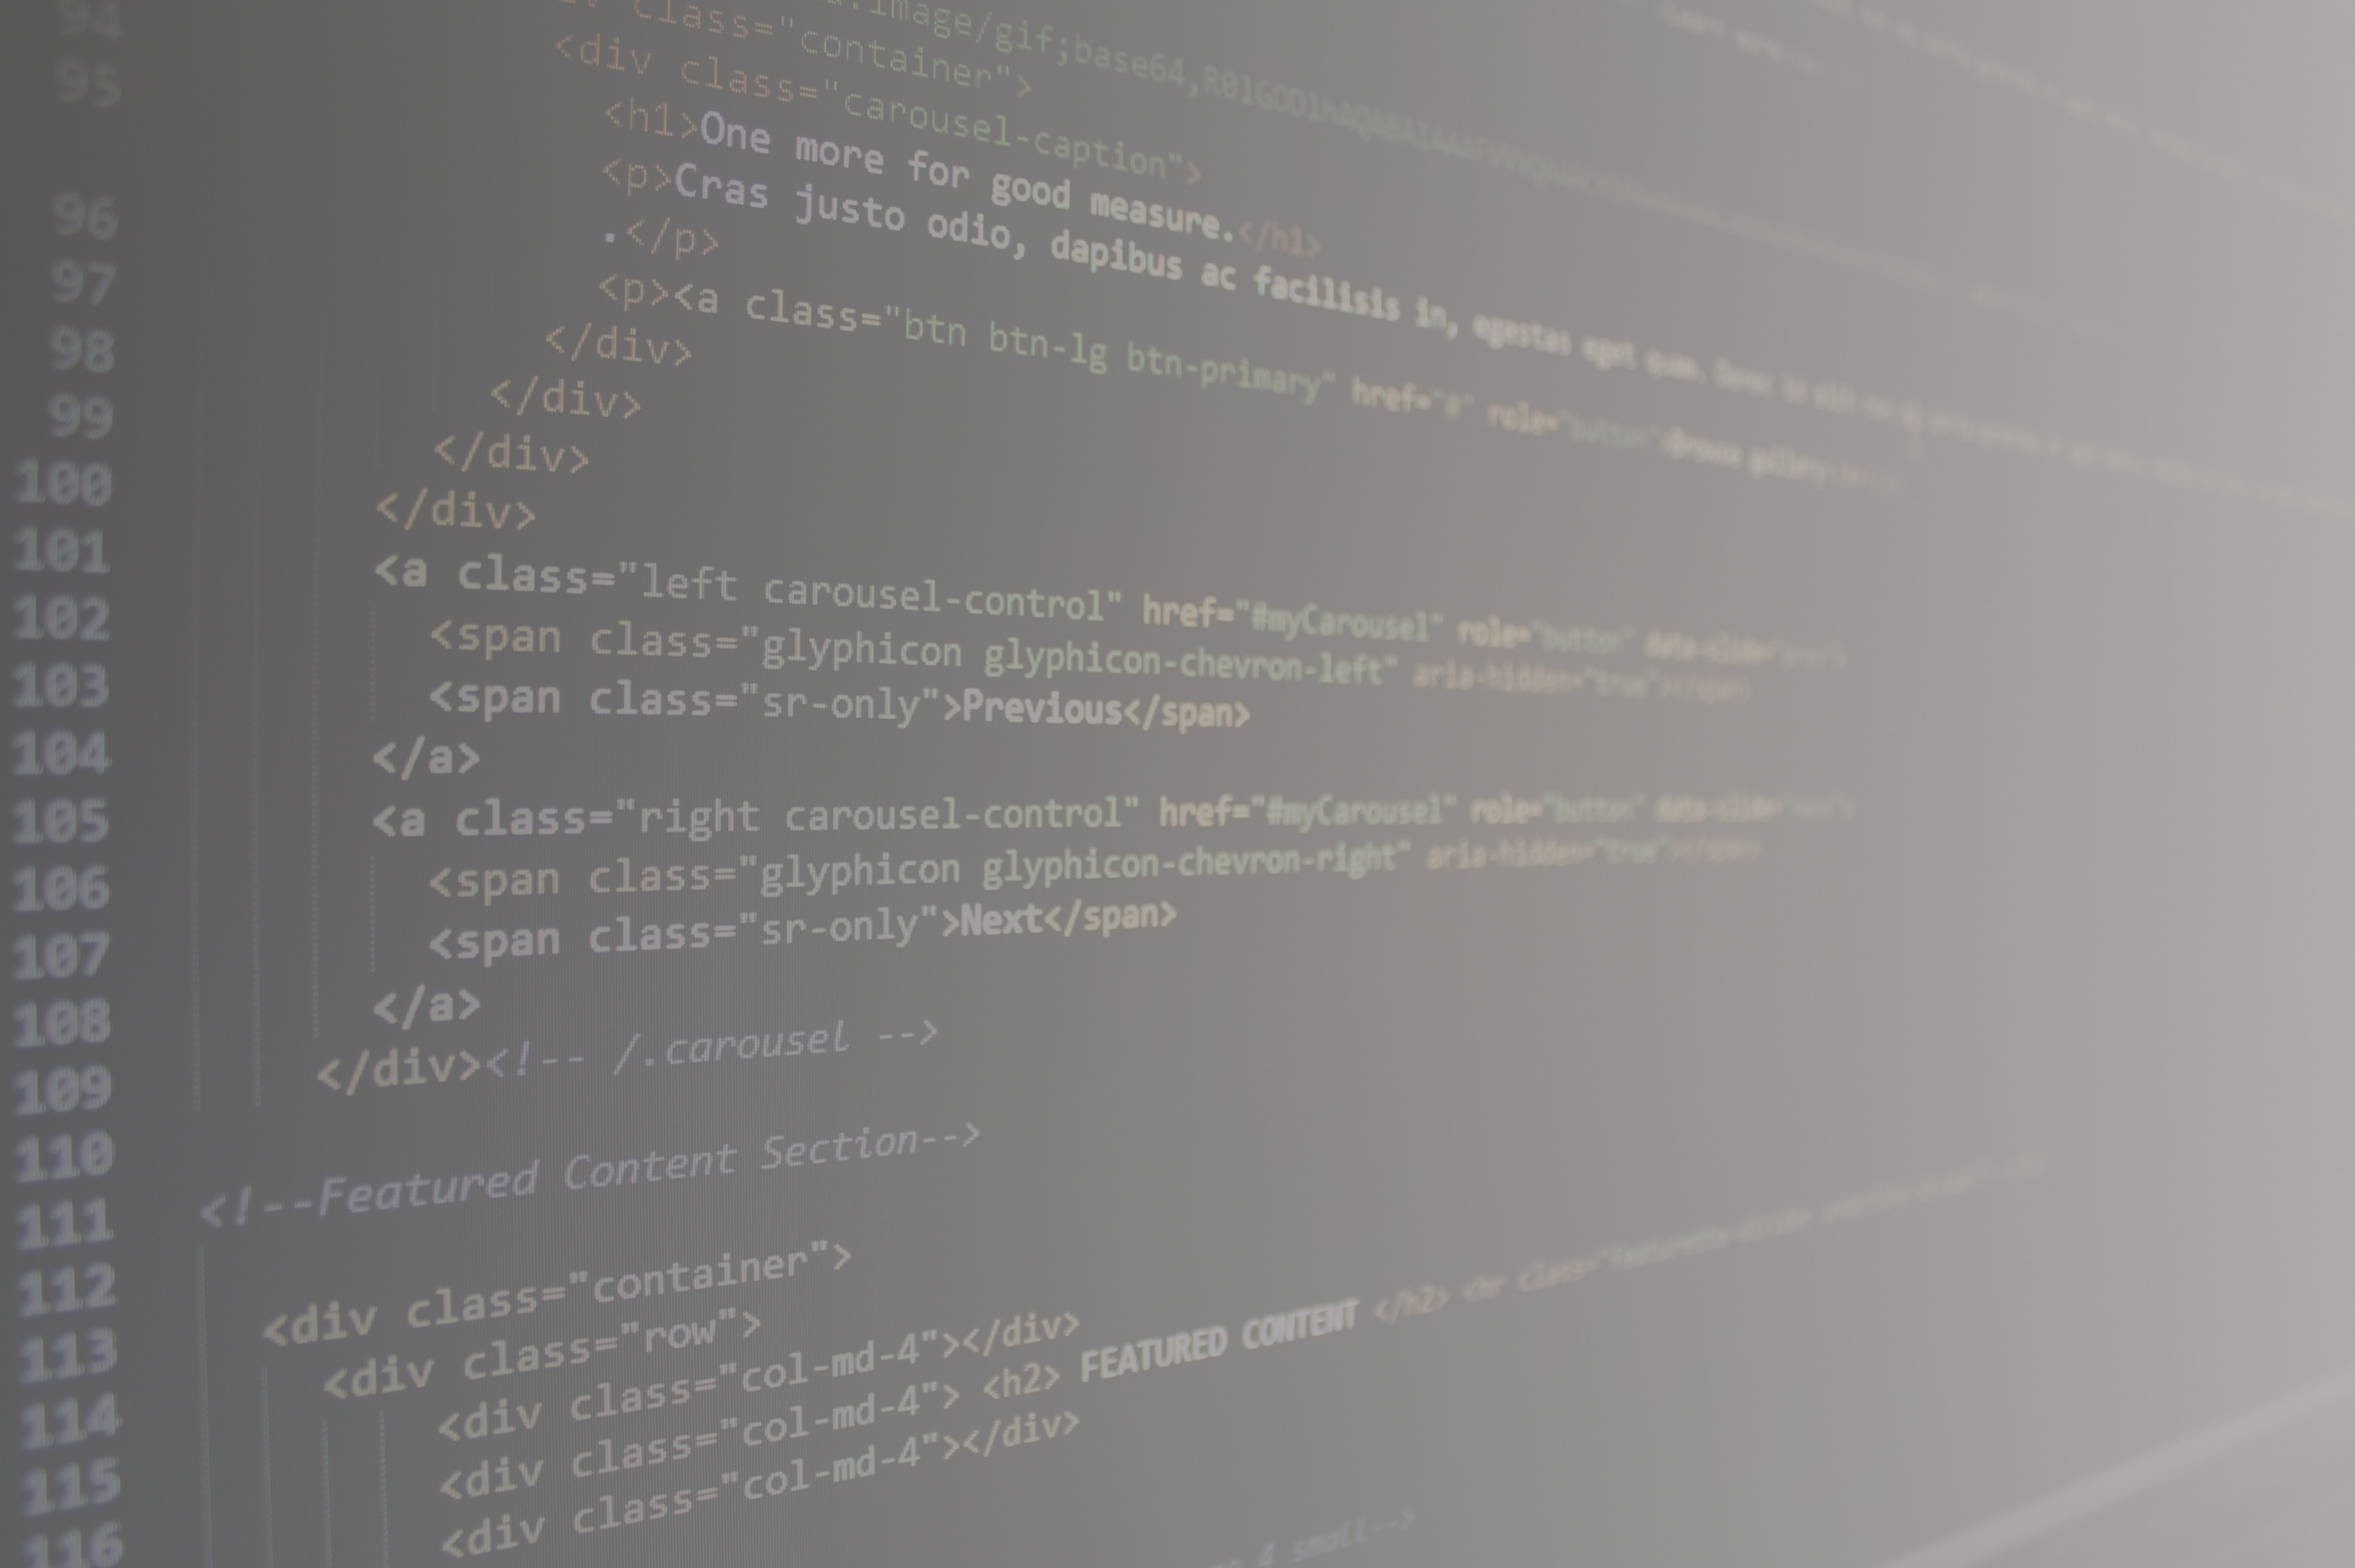 94
95
image/gif;base64,
class="container">
<div class="carousel-caption">
<h1>One more for good measure.</h1>
96
<p>Cras justo odio, dapibus ac facilisis in, egestas eget quam. Donec id elit
.</p>
97
<p><a class="btn btn-lg btn-primary" href="#" role="button">Browse gallery
98
</div>
99
</div>
100
</div>
101
</div>
102
<a class="left carousel-control" href="#myCarousel" role="button" data-slide="prev">
103
<span class="glyphicon glyphicon-chevron-left" aria-hidden="true"></span>
104
<span class="sr-only">Previous</span>
105
</a>
106
<a class="right carousel-control" href="#myCarousel" role="button" data-slide="next">
107
<span class="glyphicon glyphicon-chevron-right" aria-hidden="true"></span>
108
<span class="sr-only">Next</span>
109
</a>
110
</div><!-- /.carousel -->
111
<!--Featured Content Section-->
112
113
<div class="container">
114
<div class="row">
115
<div class="col-md-4"></div>
116
<div class="col-md-4"> <h2> FEATURED CONTENT </h2> <hr class="featurette-divider
<div class="col-md-4"></div>
4 small-->